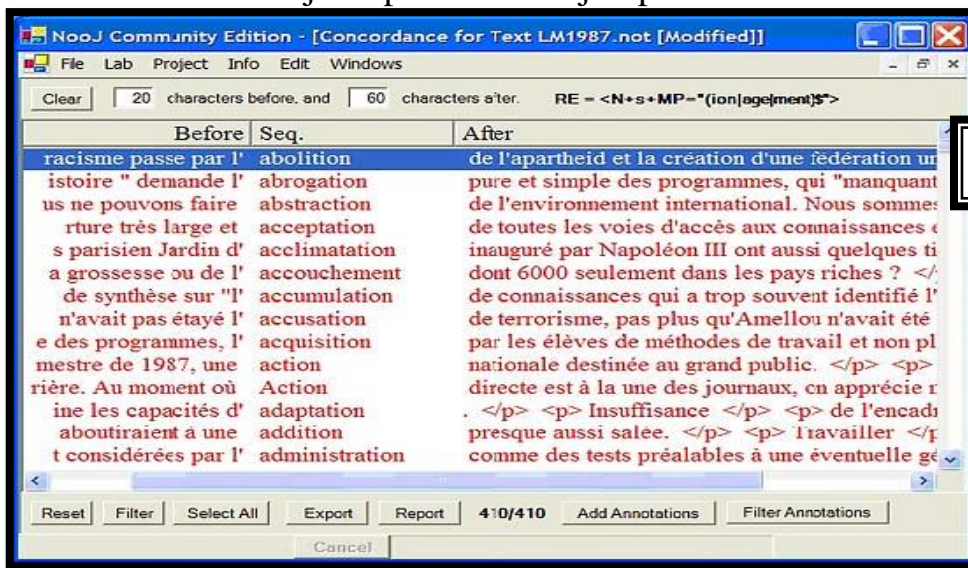 NooJ Community Edition - [Concordance for Text LM1987.not [Modified]]
File Lab Project Info Edit Windows
Clear 20 characters before, and 60 characters after. RE = <N+s+MP="(ion|age|ment)$">
Before Seq. After
racisme passe par l' abolition de l'apartheid et la création d'une fédération un
istoire " demande l' abrogation pure et simple des programmes, qui "manquant
us ne pouvons faire abstraction de l'environnement international. Nous sommes
rture très large et acceptation de toutes les voies d'accès aux connaissances e
s parisien Jardin d' acclimatation inauguré par Napoléon III ont aussi quelques ti
a grossesse ou de l' accouchement dont 6000 seulement dans les pays riches ? </
de synthèse sur "l' accumulation de connaissances qui a trop souvent identifié l'
n'avait pas étayé l' accusation de terrorisme, pas plus qu'Amellou n'avait été
e des programmes, l' acquisition par les élèves de méthodes de travail et non pl
mestre de 1987, une action nationale destinée au grand public. </p> <p>
rière. Au moment où Action directe est à la une des journaux, on apprécie
ine les capacités d' adaptation . </p> <p> Insuffisance </p> <p> de l'encad
aboutiraient à une addition presque aussi salée. </p> <p> Travailler </p
t considérées par l' administration comme des tests préalables à une éventuelle gé
Reset Filter Select All Export Report 410/410 Add Annotations Filter Annotations
Cancel